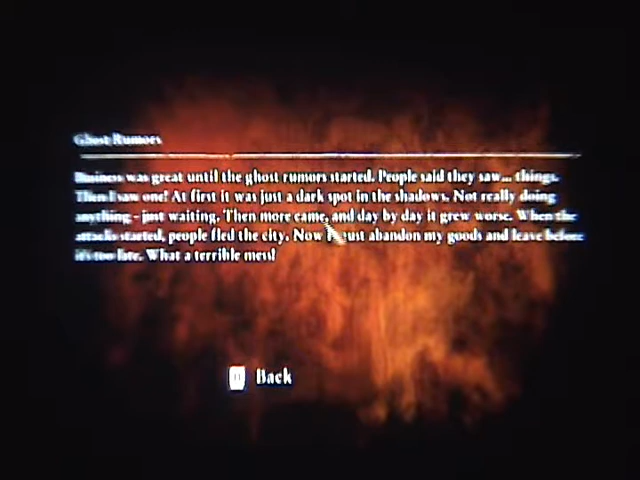 Ghost Rumors
Business was great until the ghost rumors started. People said they saw... things.
Then I saw one! At first it was just a dark spot in the shadows. Not really doing
anything - just waiting. Then more came, and day by day it grew worse. When the
attacks started, people fled the city. Now I must abandon my goods and leave before
it's too late. What a terrible mess!
Back